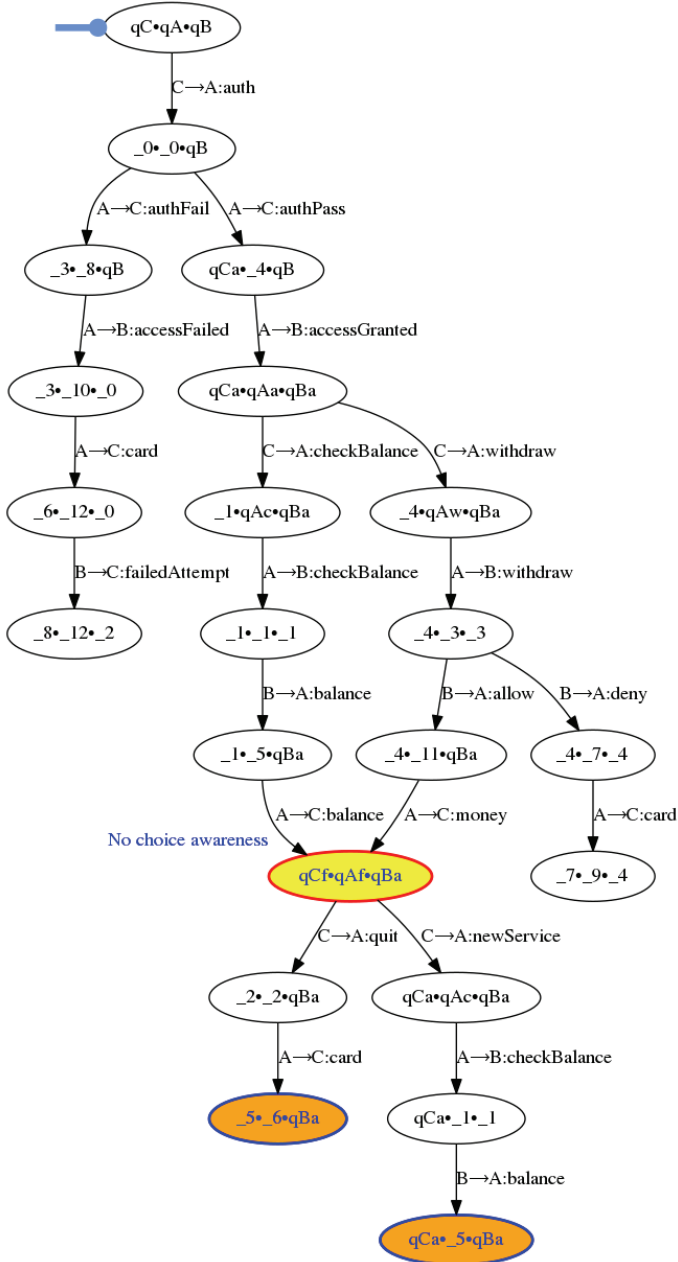 qC•qA•qB
C→A:auth
_0•_0•qB
A→C:authFail
A→C:authPass
_3•_8•qB
qCa•_4•qB
A→B:accessFailed
A→B:accessGranted
_3•_10•_0
qCa•qAa•qBa
A→C:card
C→A:checkBalance
C→A:withdraw
_6•_12•_0
_1•qAc•qBa
_4•qAw•qBa
B→C:failedAttempt
A→B:checkBalance
A→B:withdraw
_8•_12•_2
_1•_1•_1
_4•_3•_3
B→A:balance
B→A:allow
B→A:deny
_1•_5•qBa
_4•_11•qBa
_4•_7•_4
A→C:balance
A→C:money
A→C:card
No choice awareness
qCf•qAf•qBa
_7•_9•_4
C→A:quit
C→A:newService
_2•_2•qBa
qCa•qAc•qBa
A→C:card
A→B:checkBalance
_5•_6•qBa
qCa•_1•_1
B→A:balance
qCa•_5•qBa